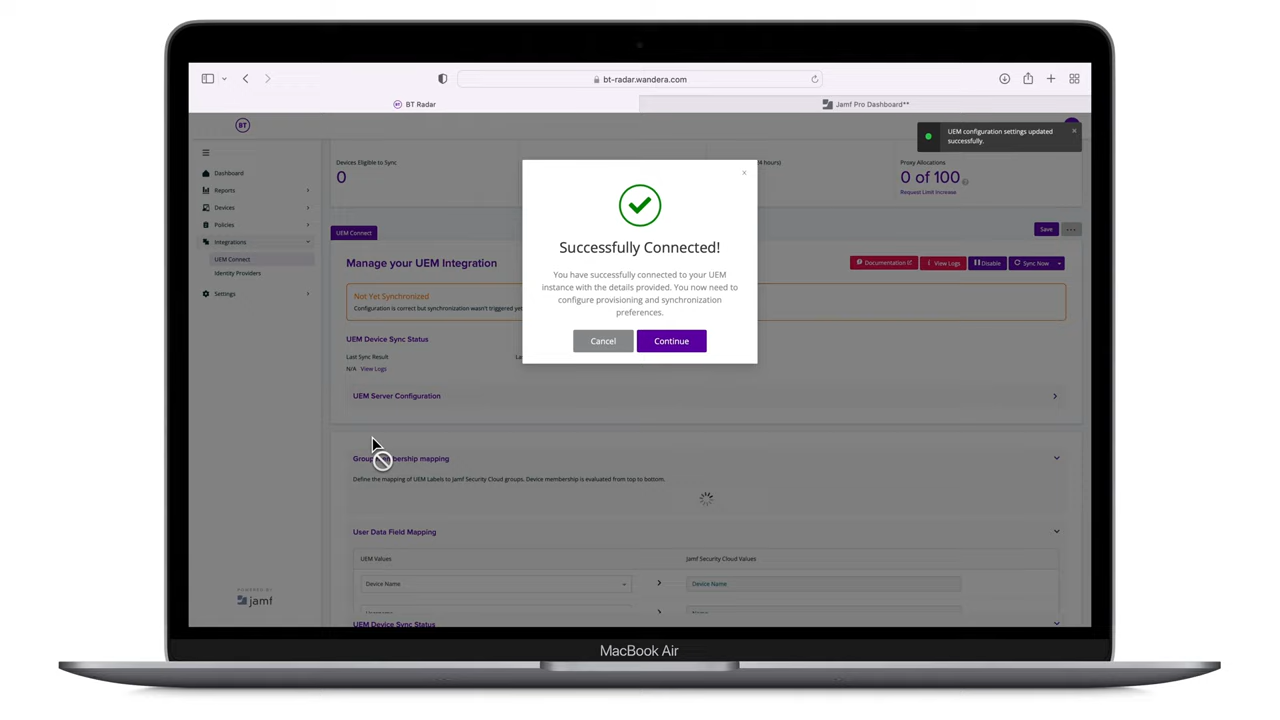 bt-radar.wandera.com
BT Radar
Jamf Pro Dashboard**
BT
UEM configuration settings updated
successfully.
Dashboard
Reports
Devices
Policies
Integrations
UEM Connect
Identity Providers
Settings
POWERED BY
jamf
Devices Eligible to Sync
0
4 hours)
Proxy Allocations
0 of 100
Request Limit Increase
UEM Connect
Save
Manage your UEM Integration
Documentation
View Logs
Disable
Sync Now
Not Yet Synchronized
Configuration is correct but synchronization wasn't triggered yet
UEM Device Sync Status
Last Sync Result
N/A View Logs
UEM Server Configuration
Successfully Connected!
You have successfully connected to your UEM
instance with the details provided. You now need to
configure provisioning and synchronization
preferences.
Cancel
Continue
Group membership mapping
Define the mapping of UEM Labels to Jamf Security Cloud groups. Device membership is evaluated from top to bottom.
User Data Field Mapping
UEM Values
Jamf Security Cloud Values
Device Name
Device Name
UEM Device Sync Status
MacBook Air